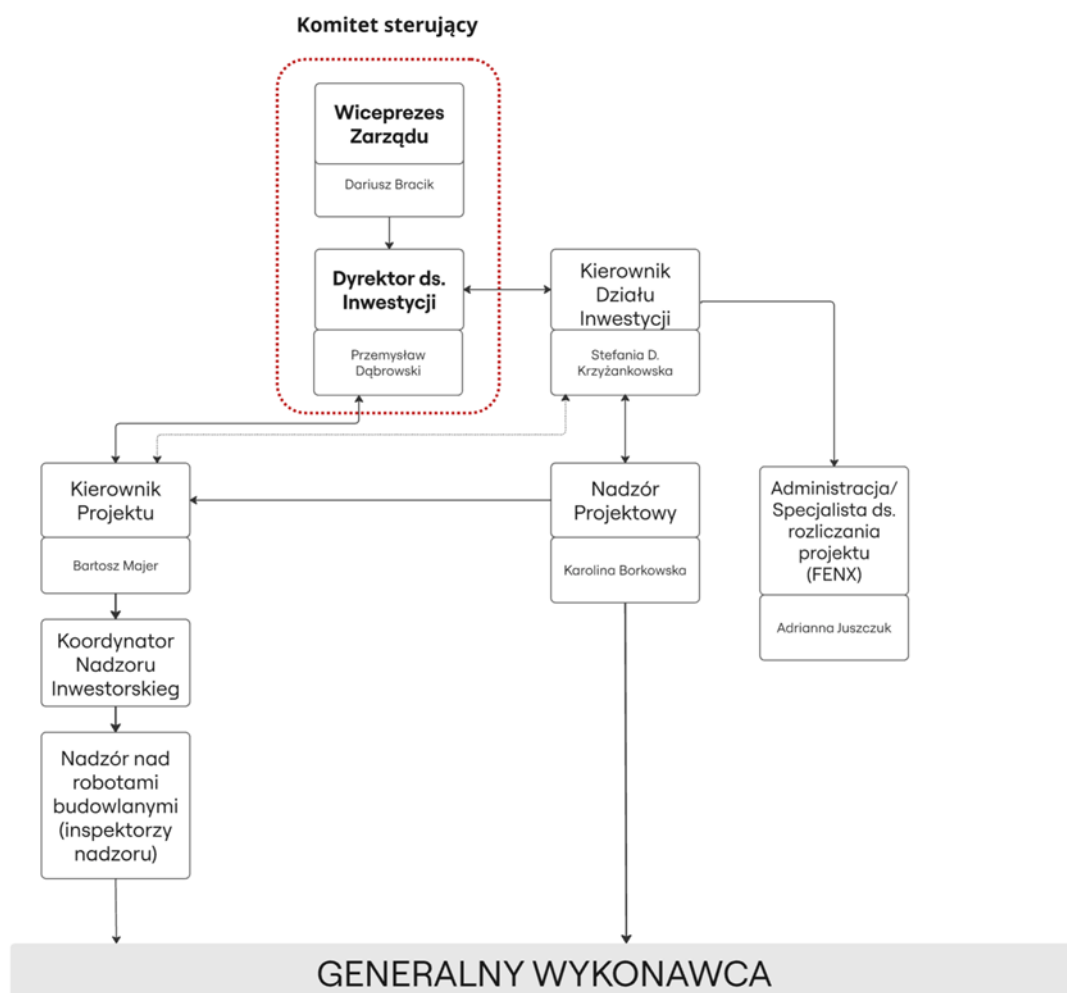 Komitet sterujący
Wiceprezes
Zarządu
Dariusz Bracik
Dyrektor ds.
Inwestycji
Przemysław
Dąbrowski
Kierownik
Działu
Inwestycji
Stefania D.
Krzyżankowska
Kierownik
Projektu
Bartosz Majer
Nadzór
Projektowy
Karolina Borkowska
Administracja/
Specjalista ds.
rozliczania
projektu
(FENX)
Adrianna Juszczuk
Koordynator
Nadzoru
Inwestorskieg
Nadzór nad
robotami
budowlanymi
(inspektorzy
nadzoru)
GENERALNY WYKONAWCA